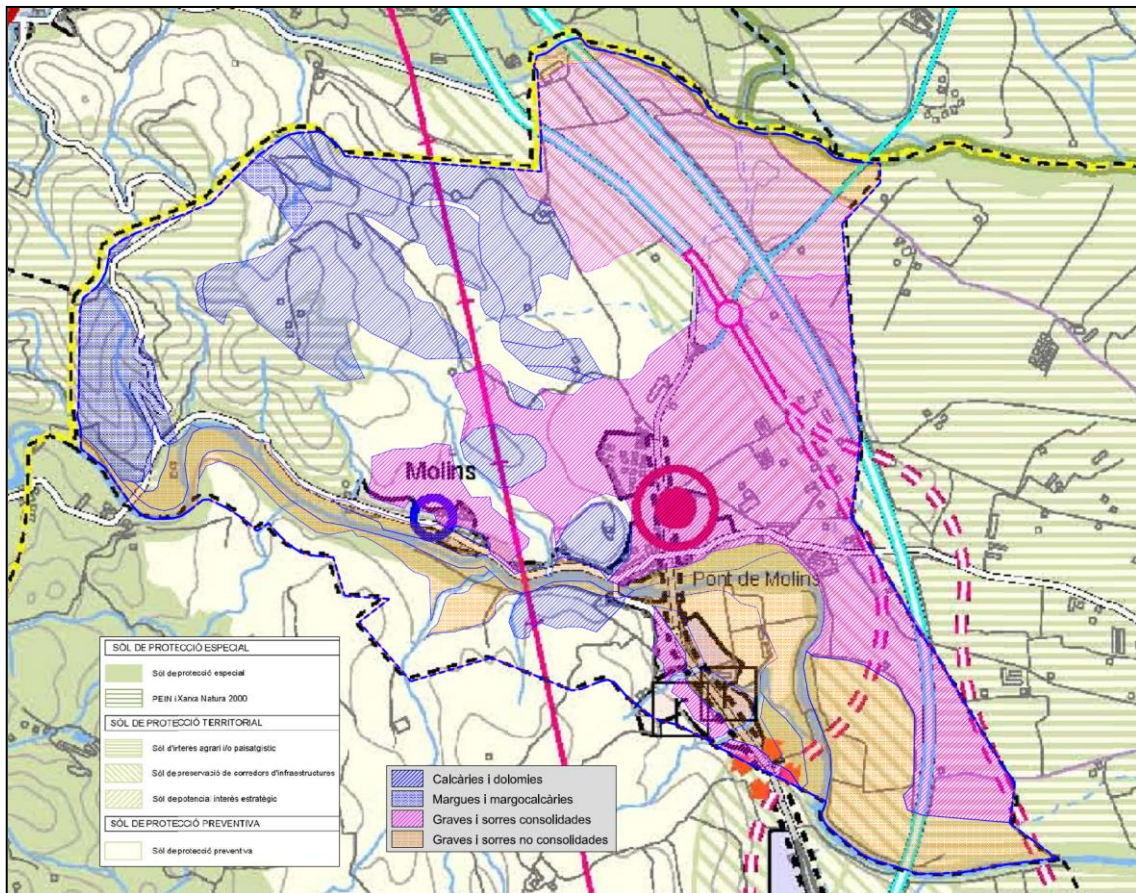 Molins
Pont de Molins
SÒL DE PROTECCIÓ ESPECIAL
Sòl de protecció especial
PEIN i Xarxa Natura 2000
SÒL DE PROTECCIÓ TERRITORIAL
Sòl d'interès agrari i/o paisatgístic
Sòl de preservació de corredors d'infraestructures
Sòl de potencial interès estratègic
SÒL DE PROTECCIÓ PREVENTIVA
Sòl de protecció preventiva
Calcàries i dolomies
Margues i margocalcàries
Graves i sorres consolidades
Graves i sorres no consolidades